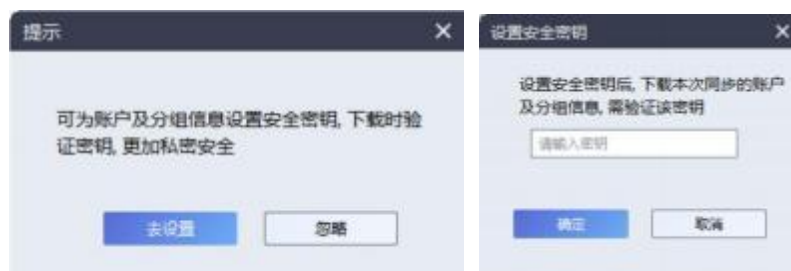 提示
可为账户及分组信息设置安全密钥, 下载时验
证密钥, 更加私密安全
去设置
忽略
设置安全密钥
设置安全密钥后, 下载本次同步的账户
及分组信息, 需验证该密钥
请输入密钥
确定
取消